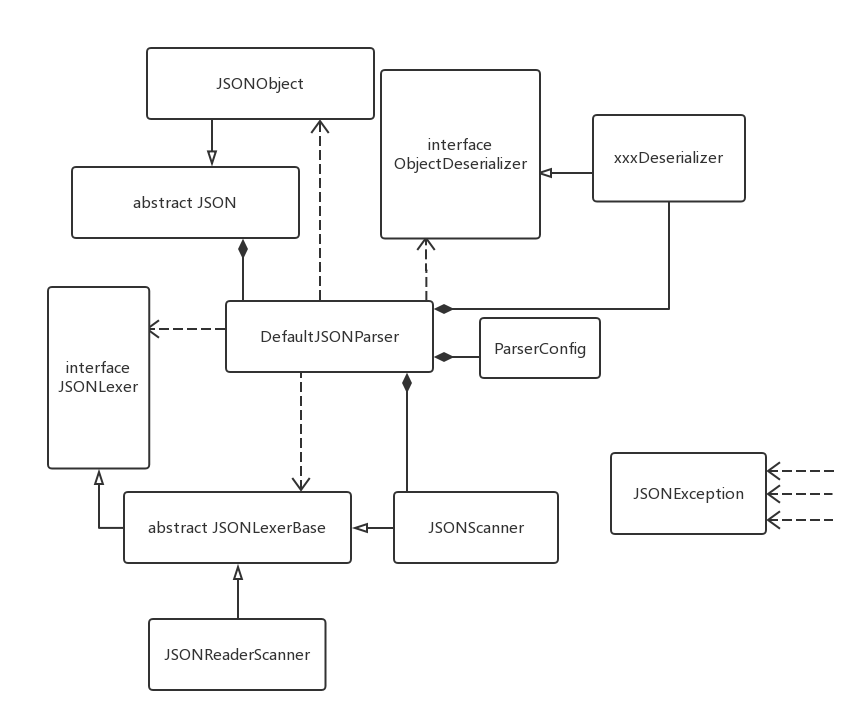 JSONObject
interface
ObjectDeserializer
xxxDeserializer
abstract JSON
DefaultJSONParser
ParserConfig
interface
JSONLexer
JSONException
abstract JSONLexerBase
JSONScanner
JSONReaderScanner